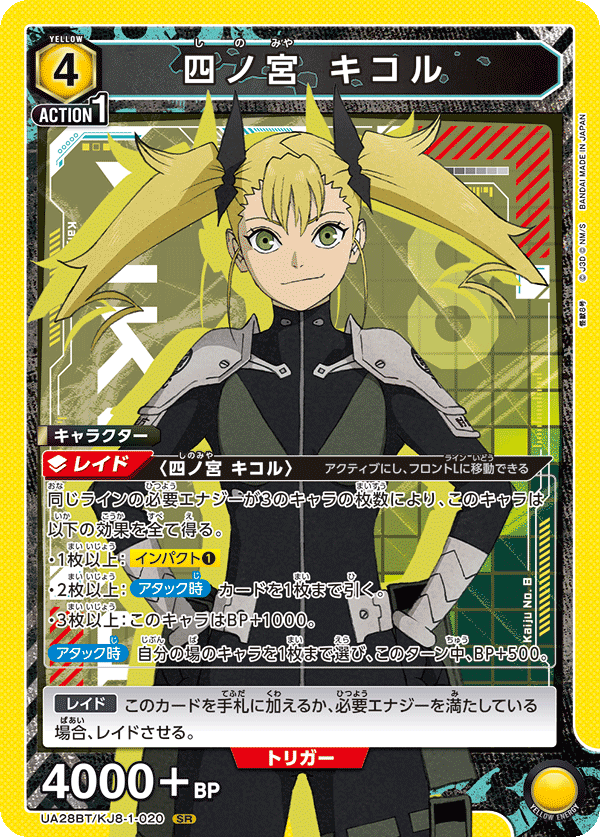 YELLOW
4
ACTION 1
し の みや
四ノ宮 キコル
BANDAI MADE IN JAPAN
© J3D © NM/S
怪獣8号
キャラクター
レイド 〈四ノ宮 キコル〉 アクティブにし、フロントLに移動できる
同じラインの必要エナジーが3のキャラの枚数により、このキャラは
以下の効果を全て得る。
・1枚以上: インパクト❶
・2枚以上: アタック時 カードを1枚まで引く。
・3枚以上:このキャラはBP+1000。
アタック時 自分の場のキャラを1枚まで選び、このターン中、BP+500。
Kaiju No. 8
レイド このカードを手札に加えるか、必要エナジーを満たしている
場合、レイドさせる。
トリガー
4000+BP
YELLOW ENERGY
UA28BT/KJ8-1-020 SR